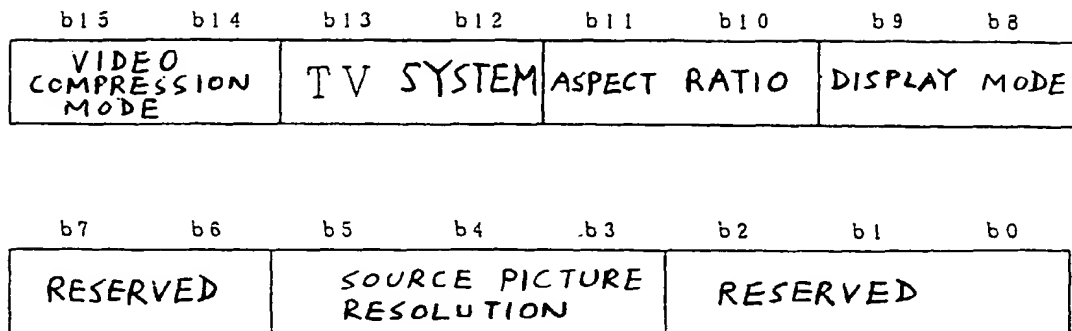 b15 b14 b13 b12 b11 b10 b9 b8
VIDEO
COMPRESSION
MODE
TV SYSTEM
ASPECT RATIO
DISPLAY MODE
b7 b6 b5 b4 b3 b2 b1 b0
RESERVED
SOURCE PICTURE
RESOLUTION
RESERVED